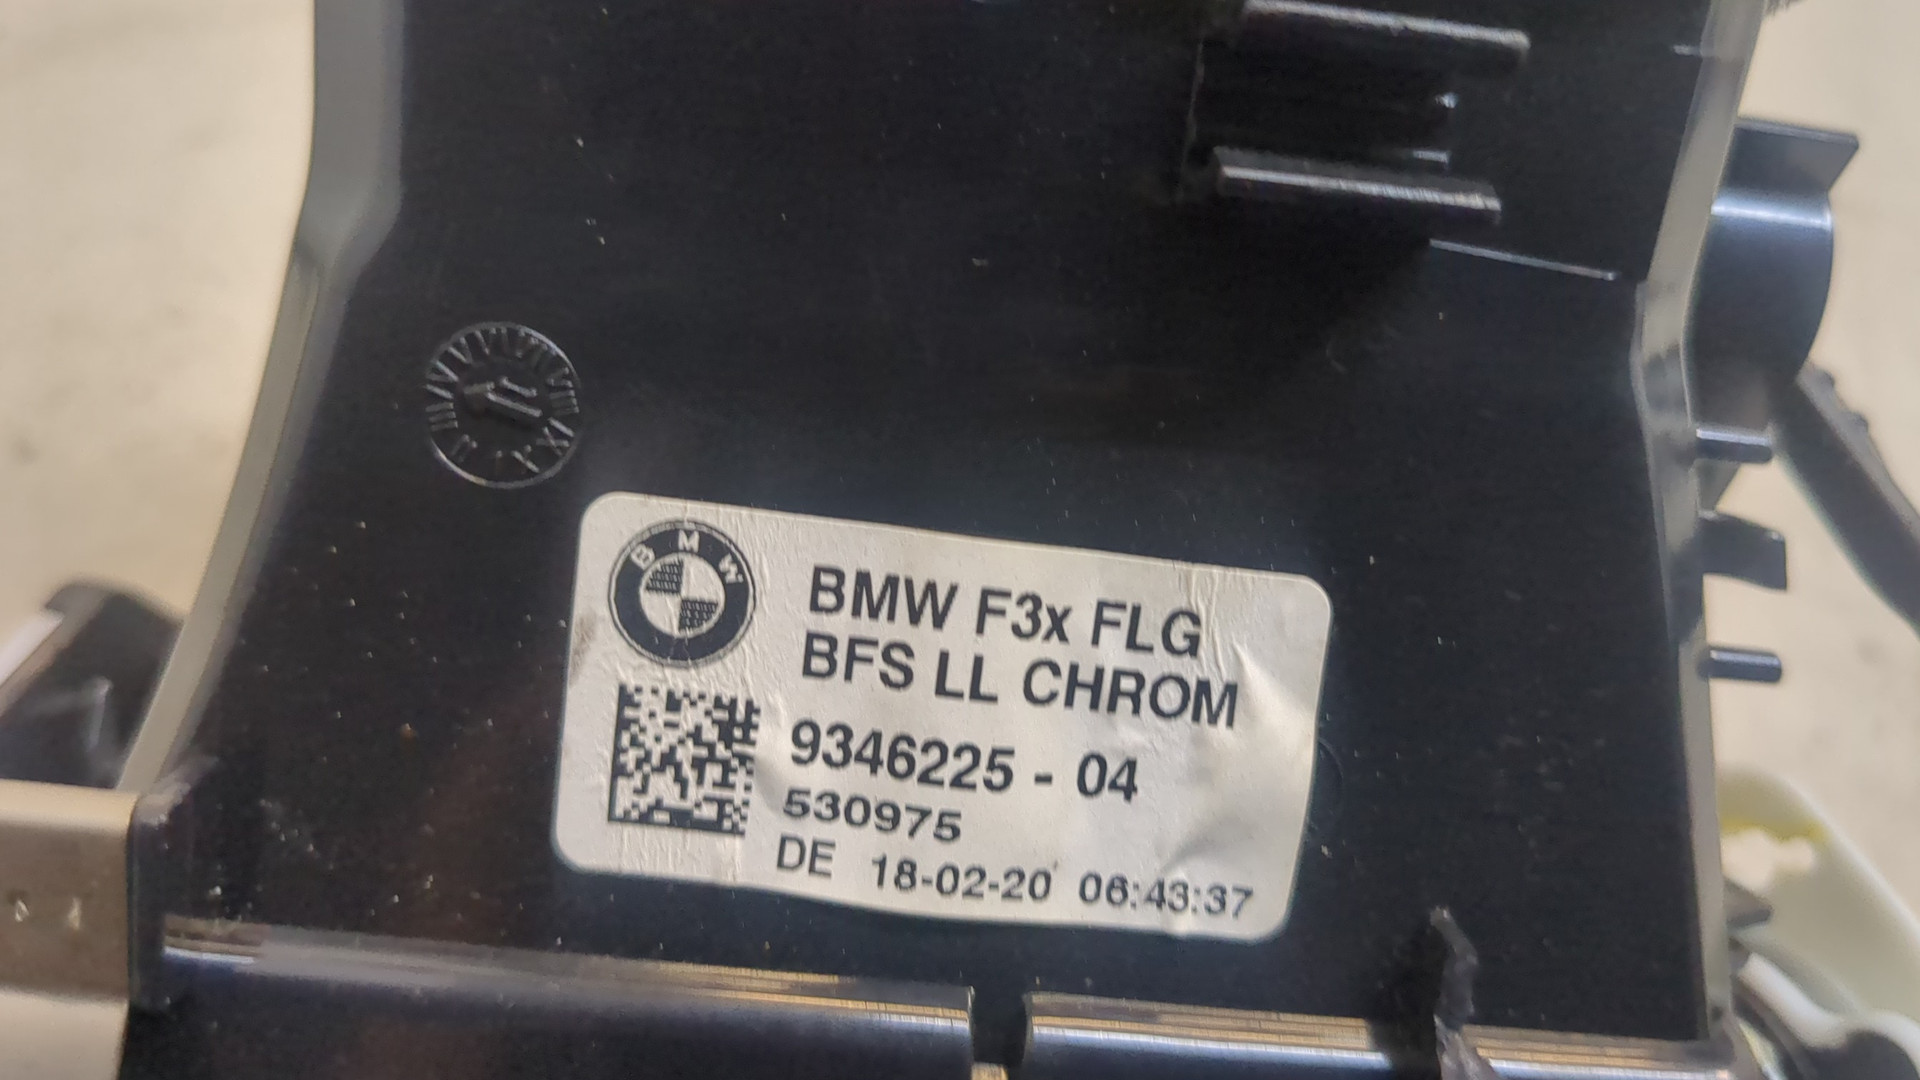 BMW
BMW F3x FLG
BFS LL CHROM
9346225 - 04
530975
DE 18-02-20 06:43:37